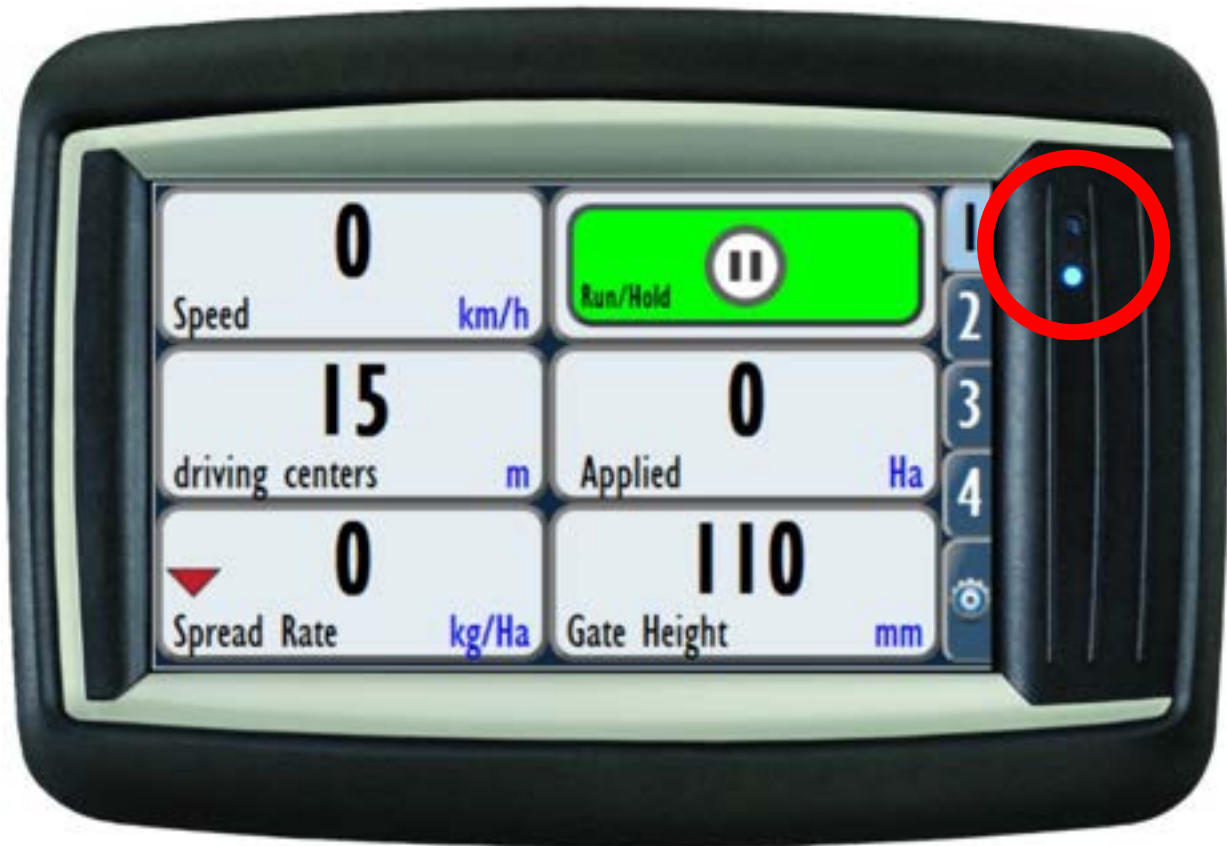 0
Speed km/h
Run/Hold
15
driving centers m
0
Applied Ha
0
Spread Rate kg/Ha
110
Gate Height mm
1
2
3
4